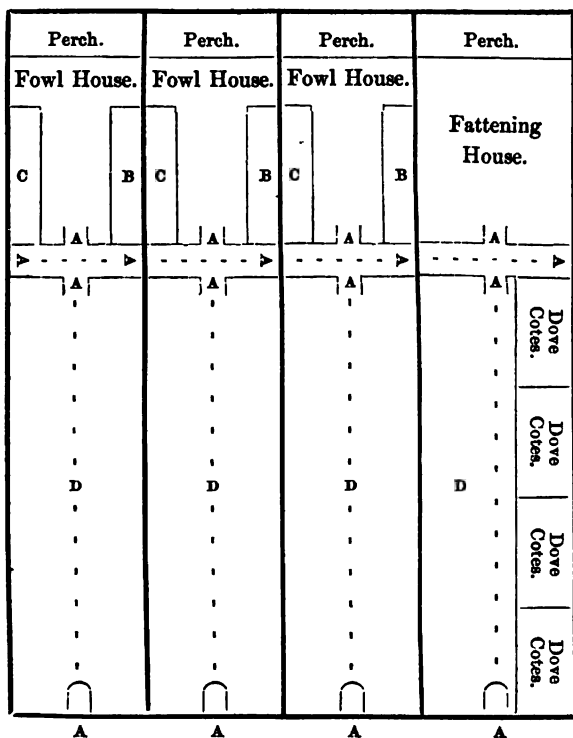 Perch. Perch. Perch. Perch.
Fowl House. Fowl House. Fowl House.
Fattening
House.
C B C B C B
A A A A
A A A A A
A A A A
Dove
Cotes.
Dove
Cotes.
D D D D
Dove
Cotes.
Dove
Cotes.
A A A A